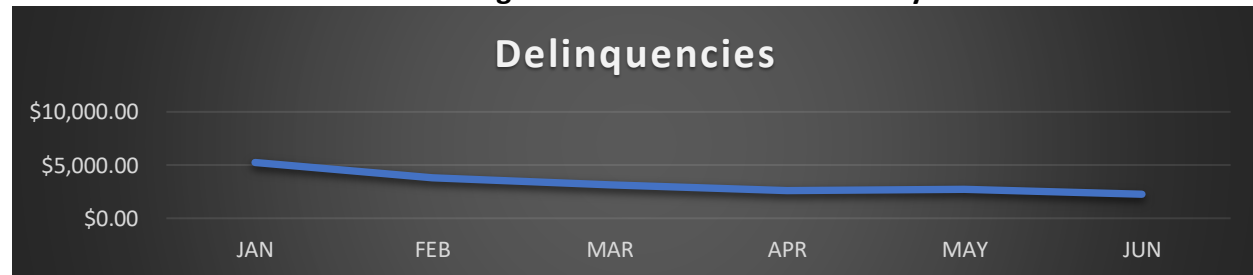 Delinquencies
$10,000.00
$5,000.00
$0.00
JAN FEB MAR APR MAY JUN